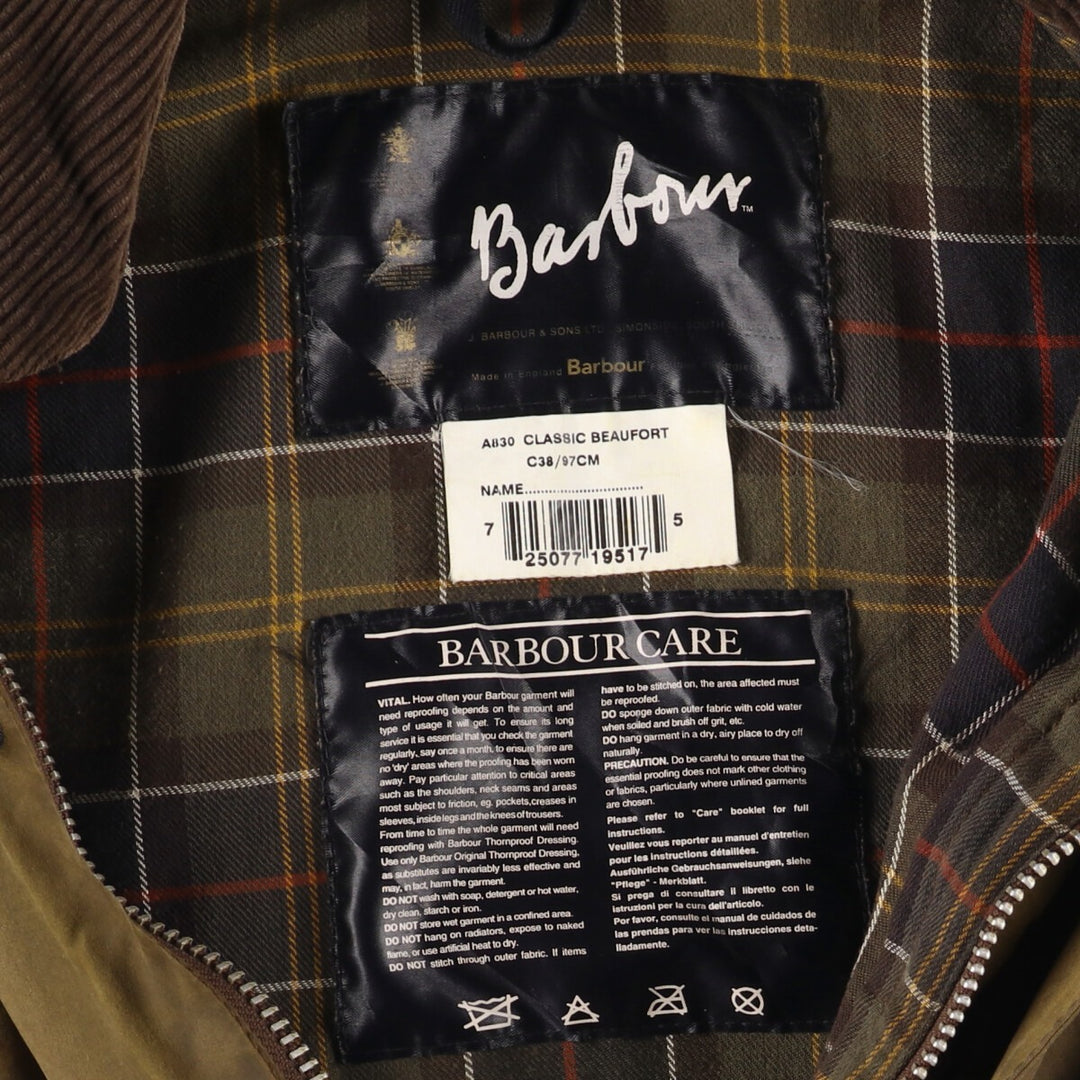 Barbour™
J. BARBOUR & SONS LTD, SIMONSIDE, SOUTH
Made in England Barbour
A830 CLASSIC BEAUFORT
C38/97CM
NAME..............................
7 25077 19517 5
BARBOUR CARE
VITAL. How often your Barbour garment will
need reproofing depends on the amount and
type of usage it will get. To ensure its long
service it is essential that you check the garment
regularly, say once a month, to ensure there are
no 'dry' areas where the proofing has been worn
away. Pay particular attention to critical areas
such as the shoulders, neck seams and areas
most subject to friction, eg. pockets,creases in
sleeves, inside legs and the knees of trousers.
From time to time the whole garment will need
reproofing with Barbour Thornproof Dressing.
Use only Barbour Original Thornproof Dressing,
as substitutes are invariably less effective and
may, in fact, harm the garment.
DO NOT wash with soap, detergent or hot water,
dry clean, starch or iron.
DO NOT store wet garment in a confined area.
DO NOT hang on radiators, expose to naked
flame, or use artificial heat to dry.
DO NOT stitch through outer fabric. If items
have to be stitched on, the area affected must
be reproofed.
DO sponge down outer fabric with cold water
when soiled and brush off grit, etc.
DO hang garment in a dry, airy place to dry off
naturally.
PRECAUTION. Do be careful to ensure that the
essential proofing does not mark other clothing
or fabrics, particularly where unlined garments
are chosen.
Please refer to "Care" booklet for full
Instructions.
Veuillez vous reporter au manuel d'entretien
pour les instructions détaillées.
Ausführliche Gebrauchsanweisungen, siehe
"Pflege" - Merkblatt.
Si prega di consultare il libretto con le
istruzioni per la cura dell'articolo.
Por favor, consulte el manual de cuidados de
las prendas para ver las instrucciones deta-
lladamente.